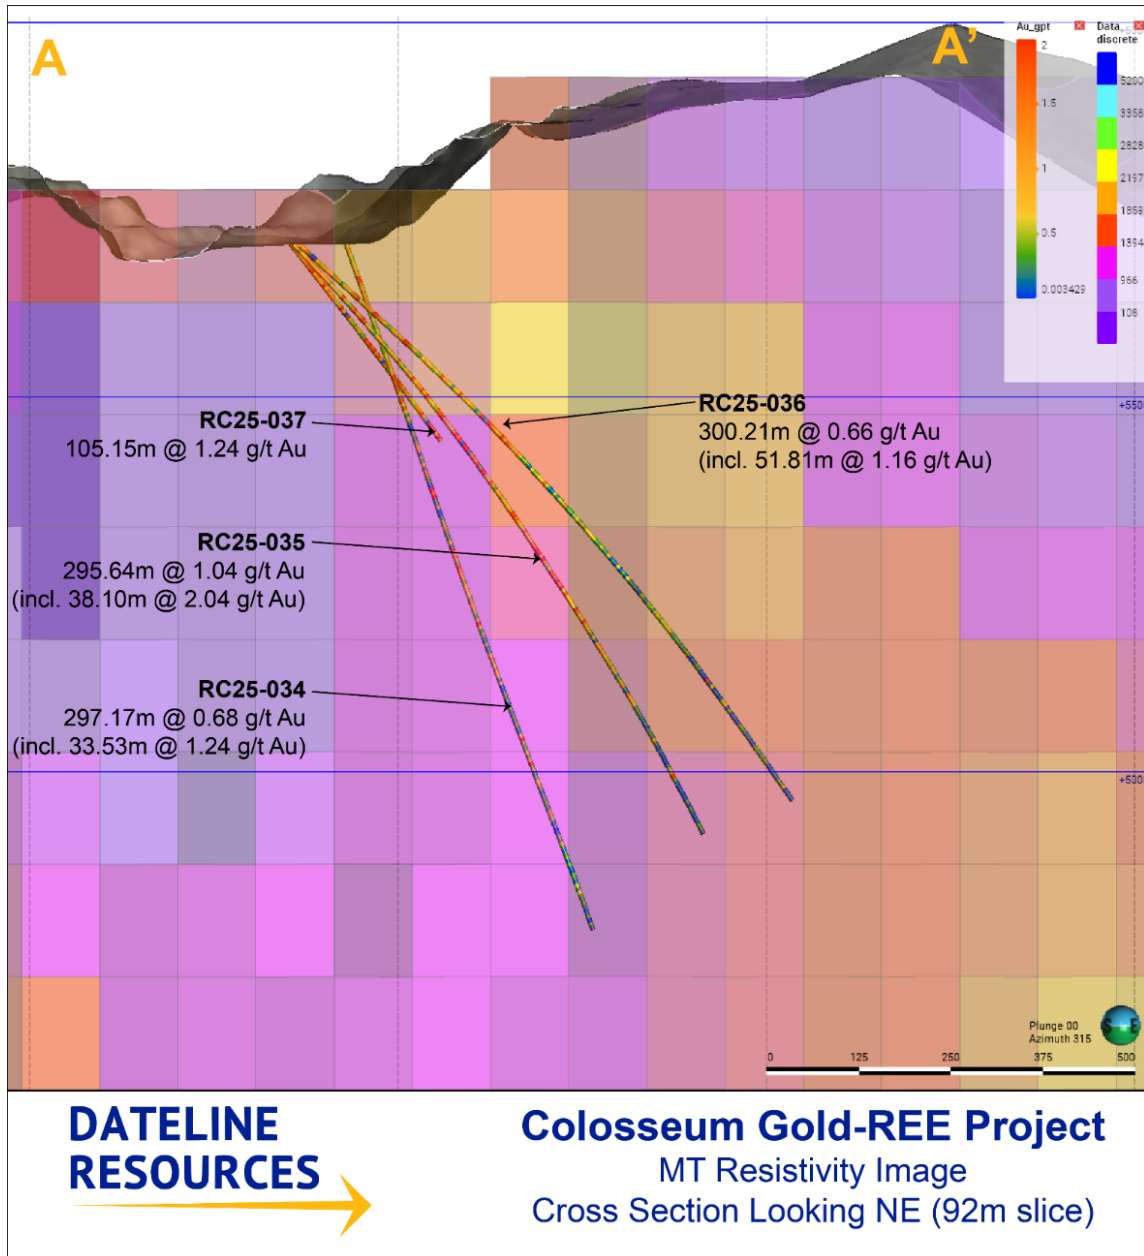 A
A'
Au_gpt
2
1.5
1
0.5
0.003429
Data_
discrete
5280
3358
2828
2197
1859
1394
966
108
RC25-037
105.15m @ 1.24 g/t Au
RC25-036
300.21m @ 0.66 g/t Au
(incl. 51.81m @ 1.16 g/t Au)
RC25-035
295.64m @ 1.04 g/t Au
(incl. 38.10m @ 2.04 g/t Au)
RC25-034
297.17m @ 0.68 g/t Au
(incl. 33.53m @ 1.24 g/t Au)
+550
+500
Plunge 00
Azimuth 315
S E
0 125 250 375 500
DATELINE
RESOURCES
Colosseum Gold-REE Project
MT Resistivity Image
Cross Section Looking NE (92m slice)